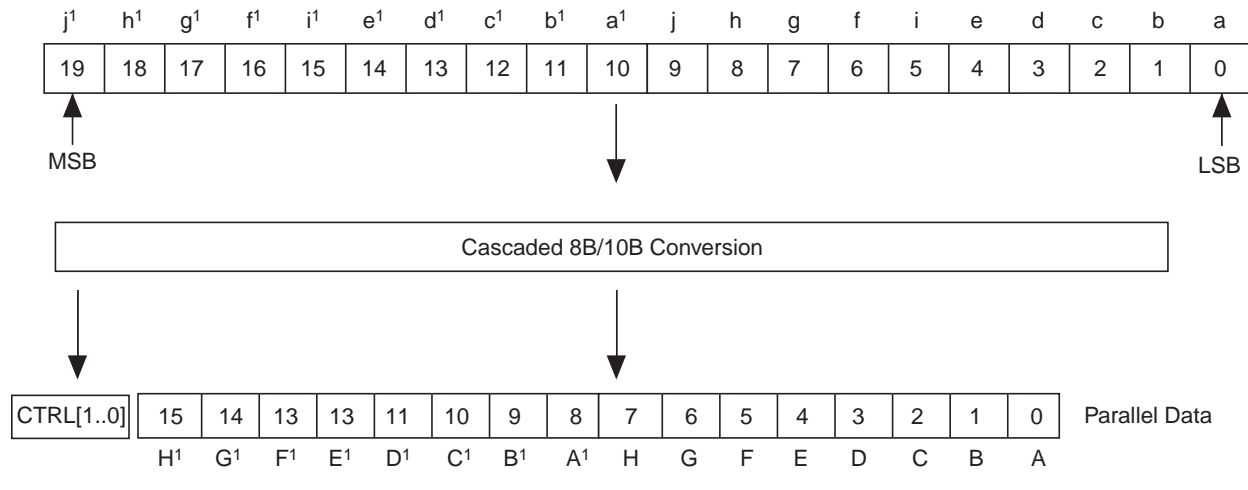 j¹ h¹ g¹ f¹ i¹ e¹ d¹ c¹ b¹ a¹ j h g f i e d c b a
19 18 17 16 15 14 13 12 11 10 9 8 7 6 5 4 3 2 1 0
MSB LSB
Cascaded 8B/10B Conversion
CTRL[1..0] 15 14 13 13 11 10 9 8 7 6 5 4 3 2 1 0 Parallel Data
H¹ G¹ F¹ E¹ D¹ C¹ B¹ A¹ H G F E D C B A